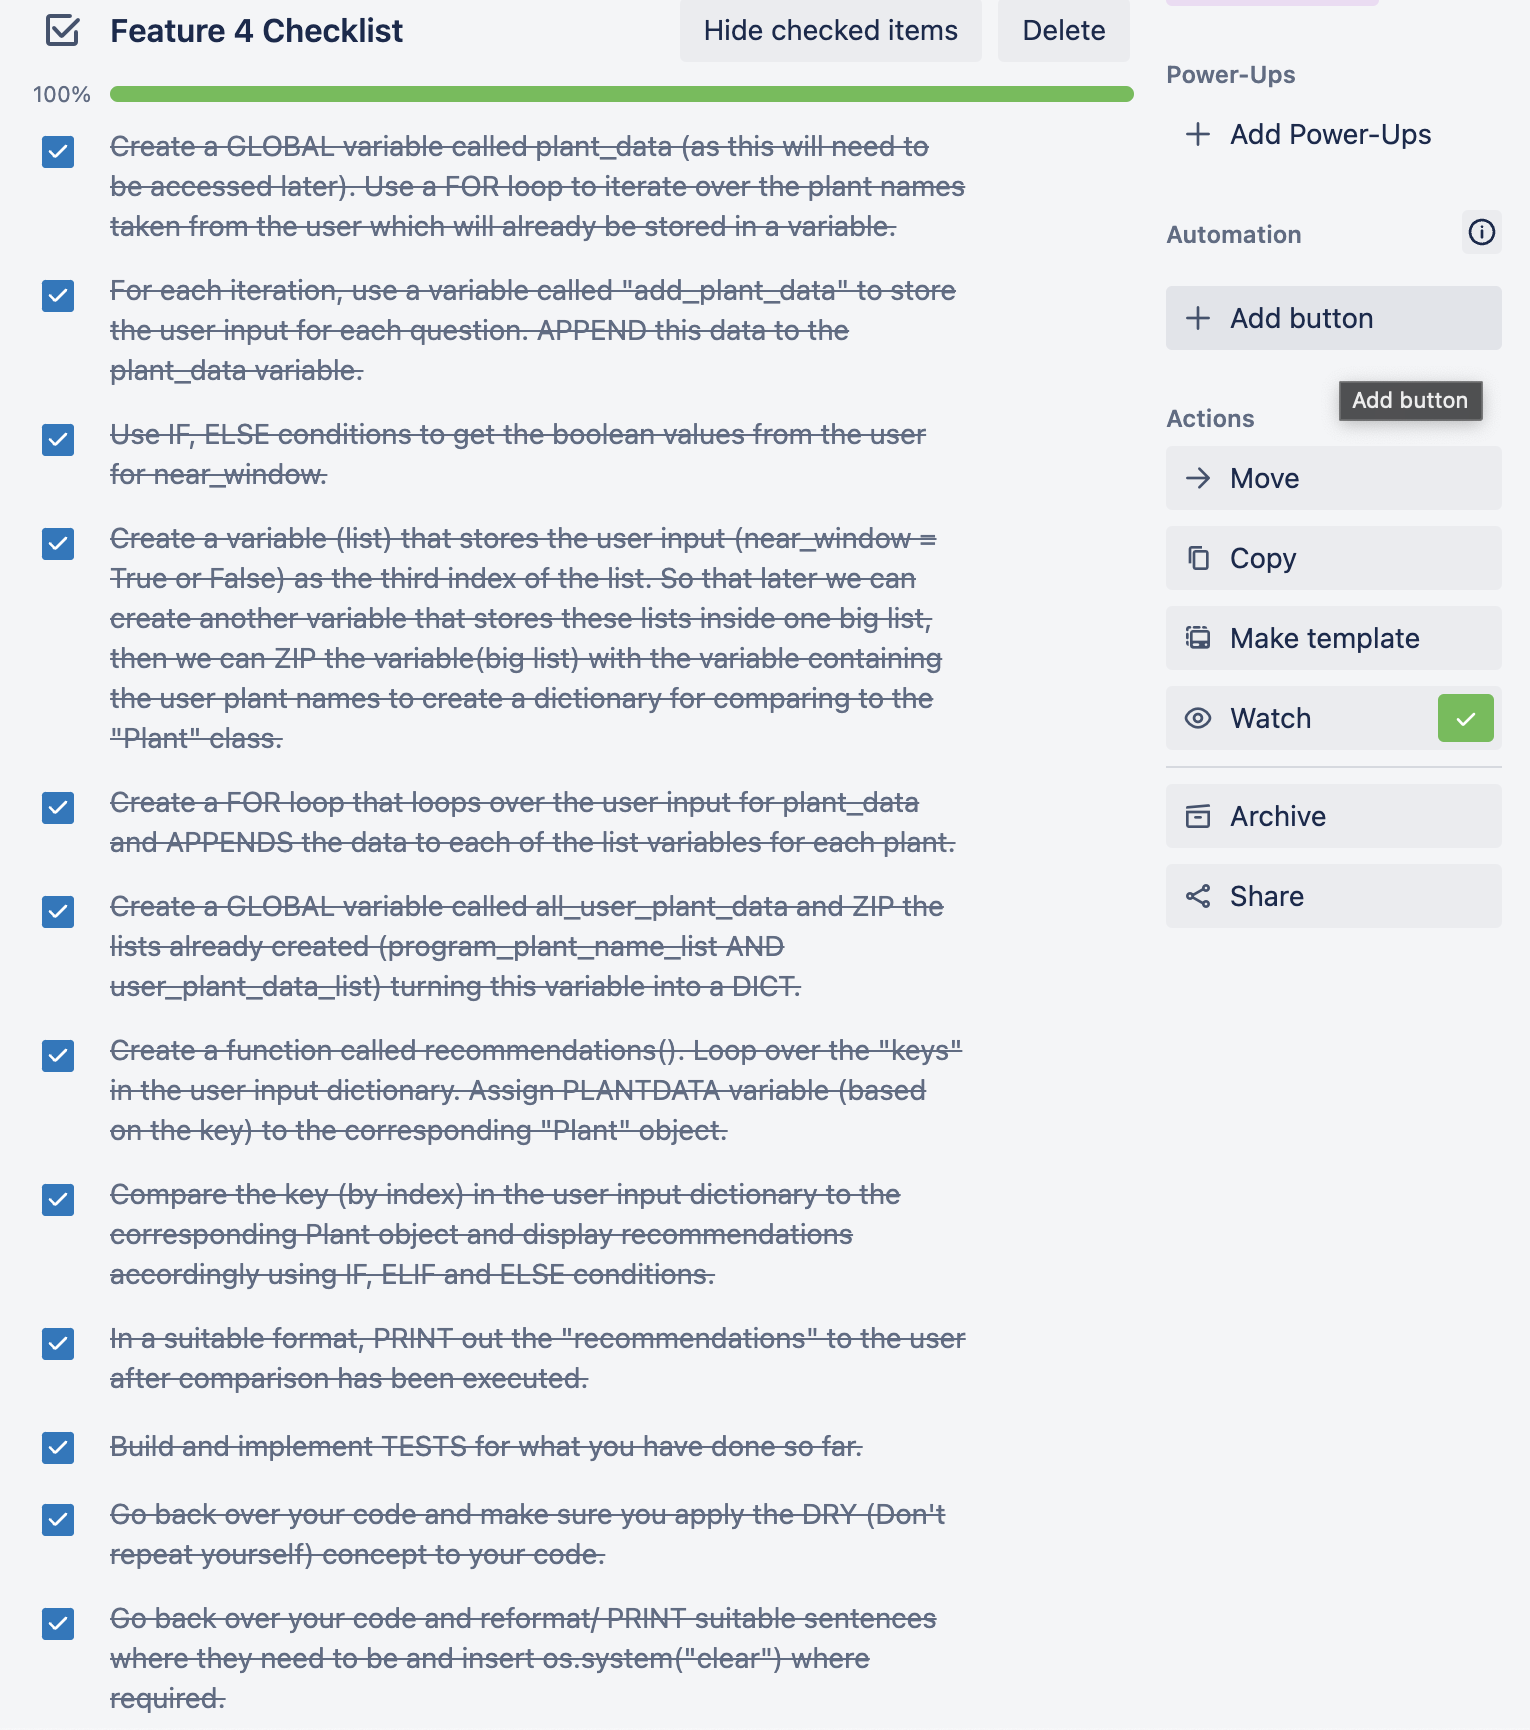 Feature 4 Checklist
Hide checked items
Delete
100%
Create a GLOBAL variable called plant_data (as this will need to
be accessed later). Use a FOR loop to iterate over the plant names
taken from the user which will already be stored in a variable.
For each iteration, use a variable called "add_plant_data" to store
the user input for each question. APPEND this data to the
plant_data variable.
Use IF, ELSE conditions to get the boolean values from the user
for near_window.
Create a variable (list) that stores the user input (near_window =
True or False) as the third index of the list. So that later we can
create another variable that stores these lists inside one big list,
then we can ZIP the variable(big list) with the variable containing
the user plant names to create a dictionary for comparing to the
"Plant" class.
Create a FOR loop that loops over the user input for plant_data
and APPENDS the data to each of the list variables for each plant.
Create a GLOBAL variable called all_user_plant_data and ZIP the
lists already created (program_plant_name_list AND
user_plant_data_list) turning this variable into a DICT.
Create a function called recommendations(). Loop over the "keys"
in the user input dictionary. Assign PLANTDATA variable (based
on the key) to the corresponding "Plant" object.
Compare the key (by index) in the user input dictionary to the
corresponding Plant object and display recommendations
accordingly using IF, ELIF and ELSE conditions.
In a suitable format, PRINT out the "recommendations" to the user
after comparison has been executed.
Build and implement TESTS for what you have done so far.
Go back over your code and make sure you apply the DRY (Don't
repeat yourself) concept to your code.
Go back over your code and reformat/ PRINT suitable sentences
where they need to be and insert os.system("clear") where
required.
Power-Ups
Add Power-Ups
Automation
Add button
Add button
Actions
Move
Copy
Make template
Watch
Archive
Share